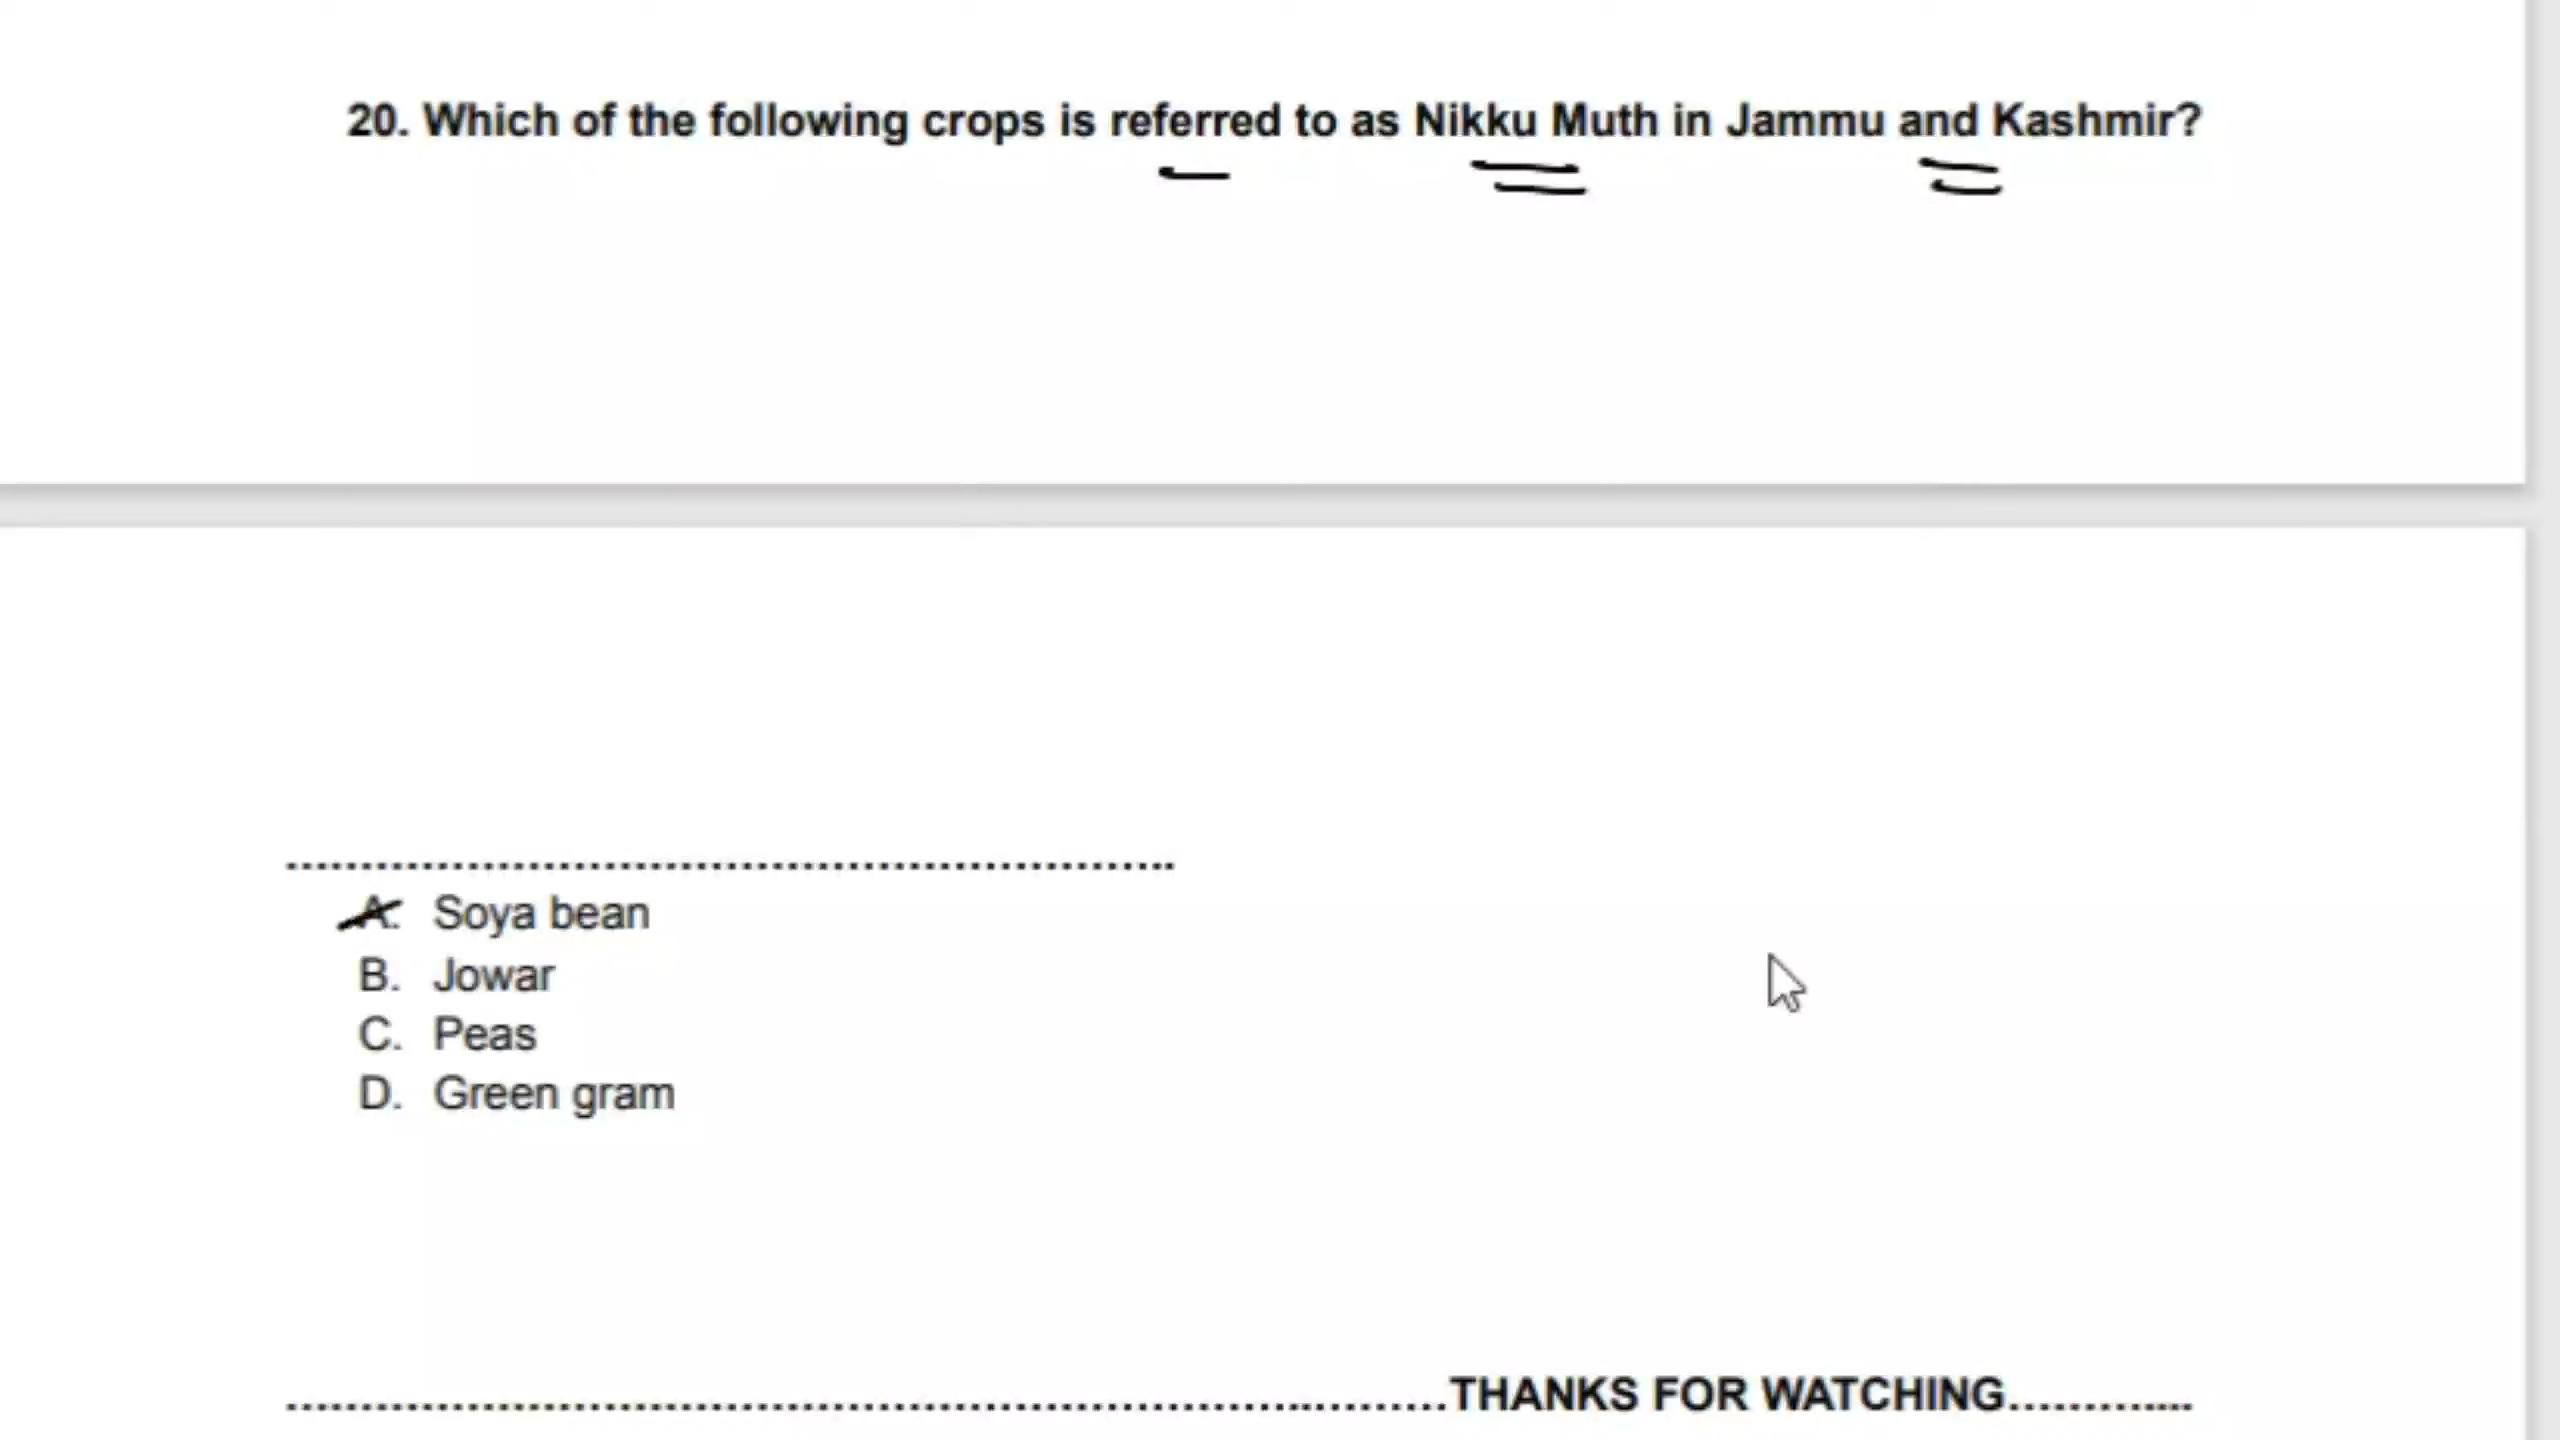 20. Which of the following crops is referred to as Nikku Muth in Jammu and Kashmir?
........................................................
A. Soya bean
B. Jowar
C. Peas
D. Green gram
..................................................................................THANKS FOR WATCHING............